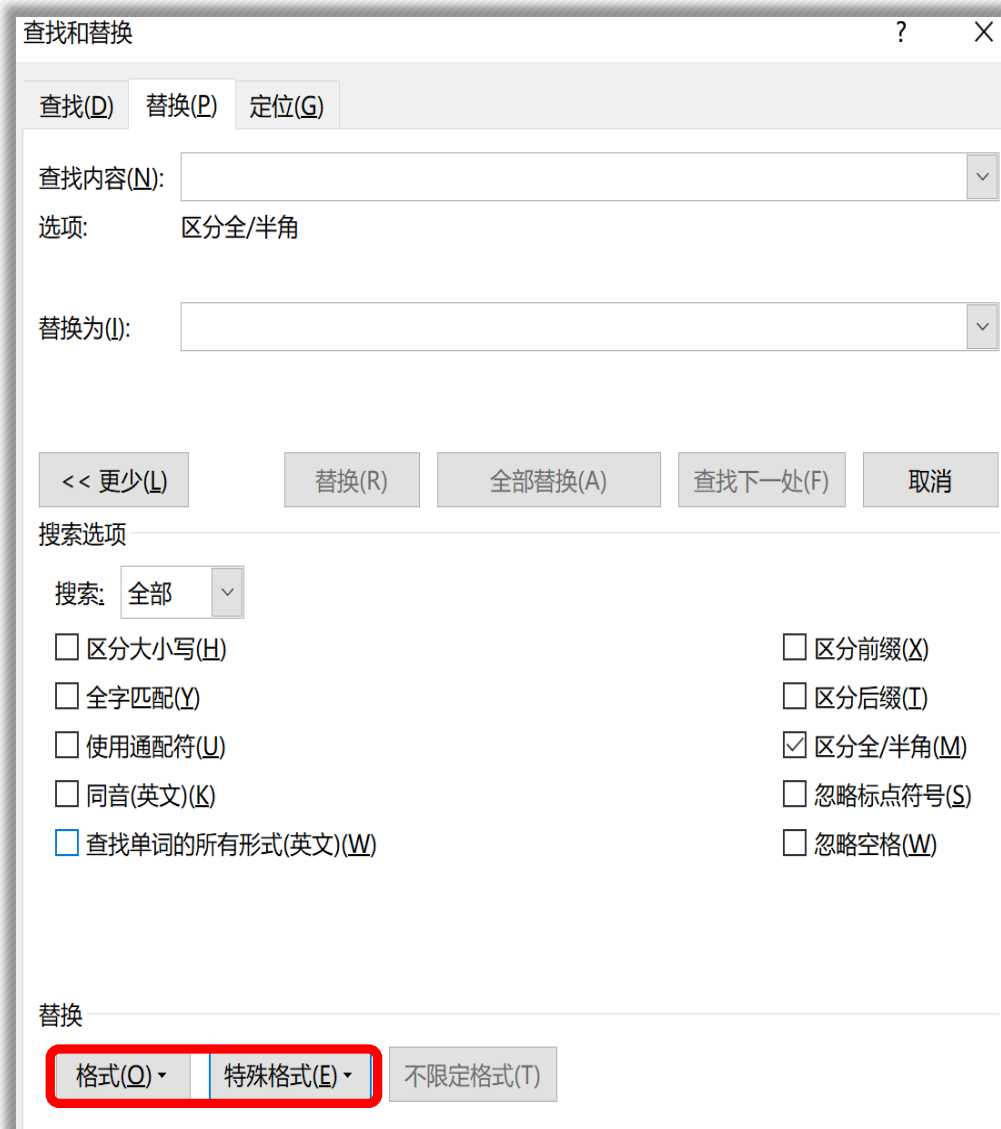 查找和替换 ?
查找(D) 替换(P) 定位(G)
查找内容(N):
选项: 区分全/半角
替换为(I):
<< 更少(L) 替换(R) 全部替换(A) 查找下一处(F) 取消
搜索选项
搜索: 全部
区分大小写(H) 区分前缀(X)
全字匹配(Y) 区分后缀(T)
使用通配符(U) 区分全/半角(M)
同音(英文)(K) 忽略标点符号(S)
查找单词的所有形式(英文)(W) 忽略空格(W)
替换
格式(O) 特殊格式(E) 不限定格式(T)